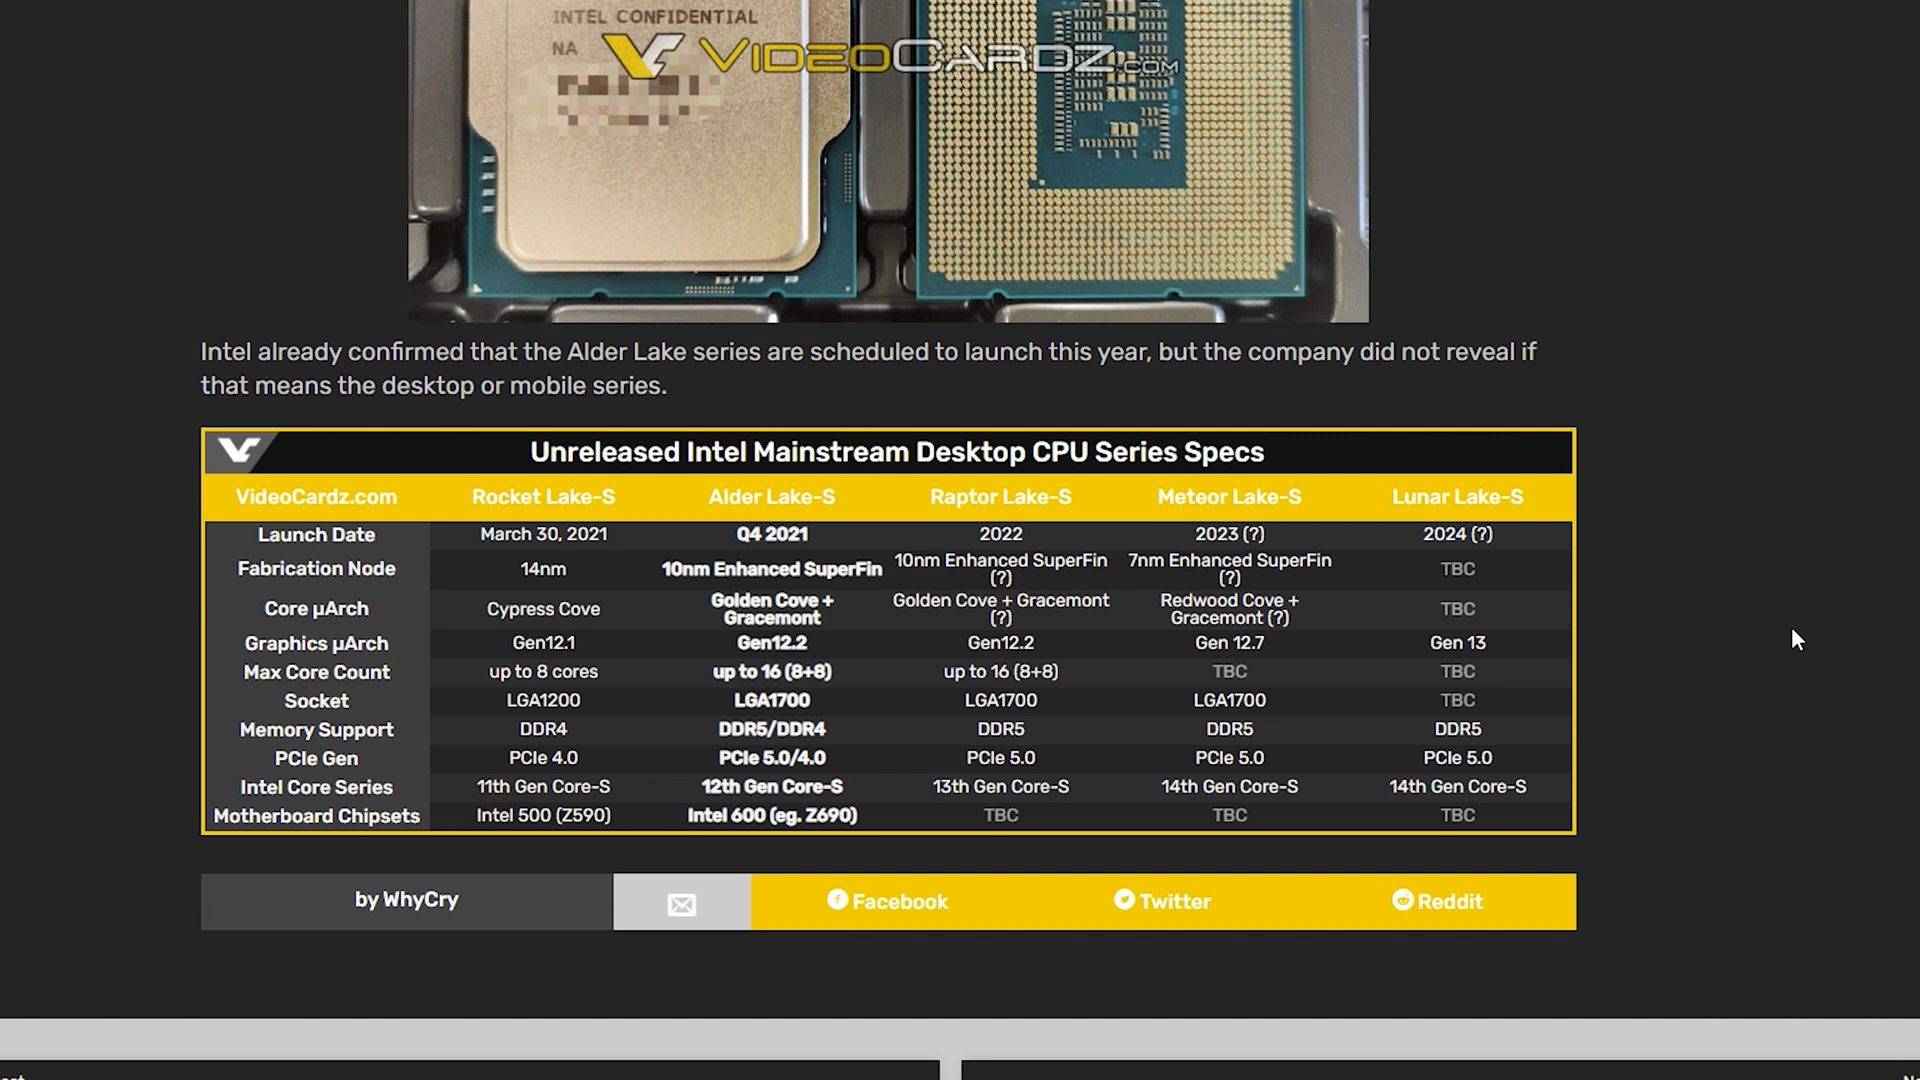 INTEL CONFIDENTIAL
NA
VIDEOCARDZ.COM
Intel already confirmed that the Alder Lake series are scheduled to launch this year, but the company did not reveal if
that means the desktop or mobile series.
Unreleased Intel Mainstream Desktop CPU Series Specs
VideoCardz.com Rocket Lake-S Alder Lake-S Raptor Lake-S Meteor Lake-S Lunar Lake-S
Launch Date March 30, 2021 Q4 2021 2022 2023 (?) 2024 (?)
Fabrication Node 14nm 10nm Enhanced SuperFin 10nm Enhanced SuperFin (?) 7nm Enhanced SuperFin (?) TBC
Core µArch Cypress Cove Golden Cove + Gracemont Golden Cove + Gracemont (?) Redwood Cove + Gracemont (?) TBC
Graphics µArch Gen12.1 Gen12.2 Gen12.2 Gen 12.7 Gen 13
Max Core Count up to 8 cores up to 16 (8+8) up to 16 (8+8) TBC TBC
Socket LGA1200 LGA1700 LGA1700 LGA1700 TBC
Memory Support DDR4 DDR5/DDR4 DDR5 DDR5 DDR5
PCIe Gen PCIe 4.0 PCIe 5.0/4.0 PCIe 5.0 PCIe 5.0 PCIe 5.0
Intel Core Series 11th Gen Core-S 12th Gen Core-S 13th Gen Core-S 14th Gen Core-S 14th Gen Core-S
Motherboard Chipsets Intel 500 (Z590) Intel 600 (eg. Z690) TBC TBC TBC
by WhyCry Facebook Twitter Reddit